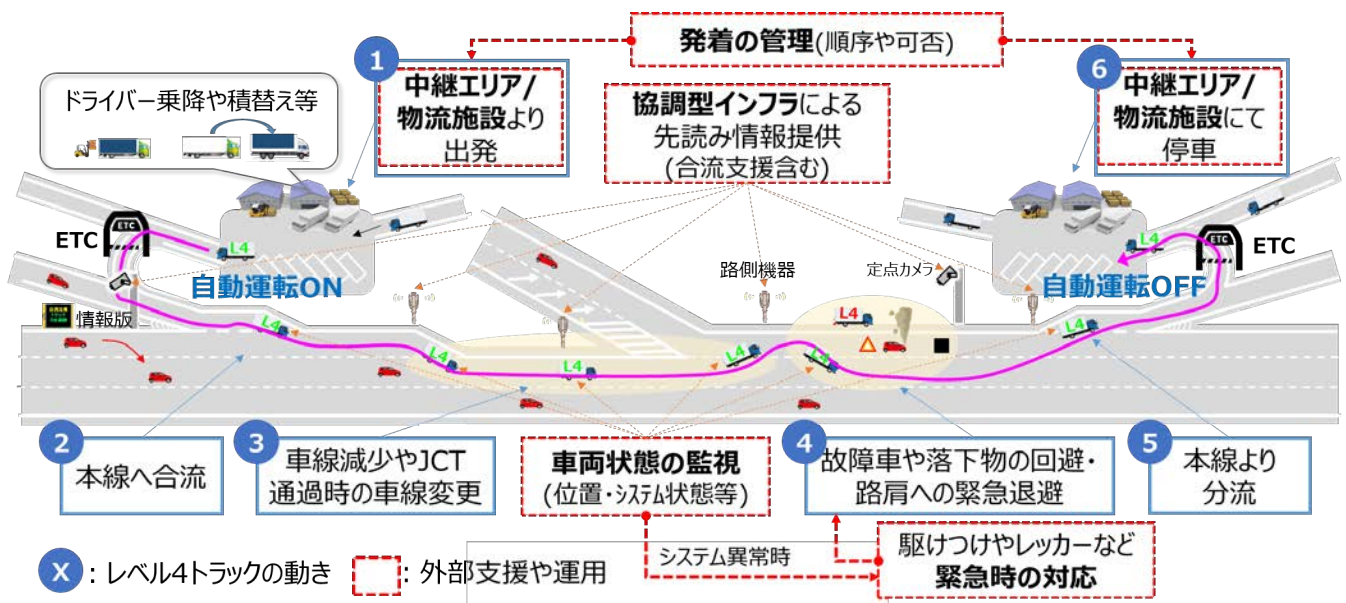 発着の管理(順序や可否)
1
中継エリア/
物流施設より
出発
6
中継エリア/
物流施設にて
停車
ドライバー乗降や積替え等
協調型インフラによる
先読み情報提供
(合流支援含む)
ETC
ETC
L4
自動運転ON
路側機器
定点カメラ
L4
ETC
ETC
自動運転OFF
情報版
L4
L4
L4
L4
L4
L4
L4
2
本線へ合流
3
車線減少やJCT
通過時の車線変更
車両状態の監視
(位置・システム状態等)
4
故障車や落下物の回避・
路肩への緊急退避
5
本線より
分流
システム異常時
駆けつけやレッカーなど
緊急時の対応
X : レベル4トラックの動き
: 外部支援や運用